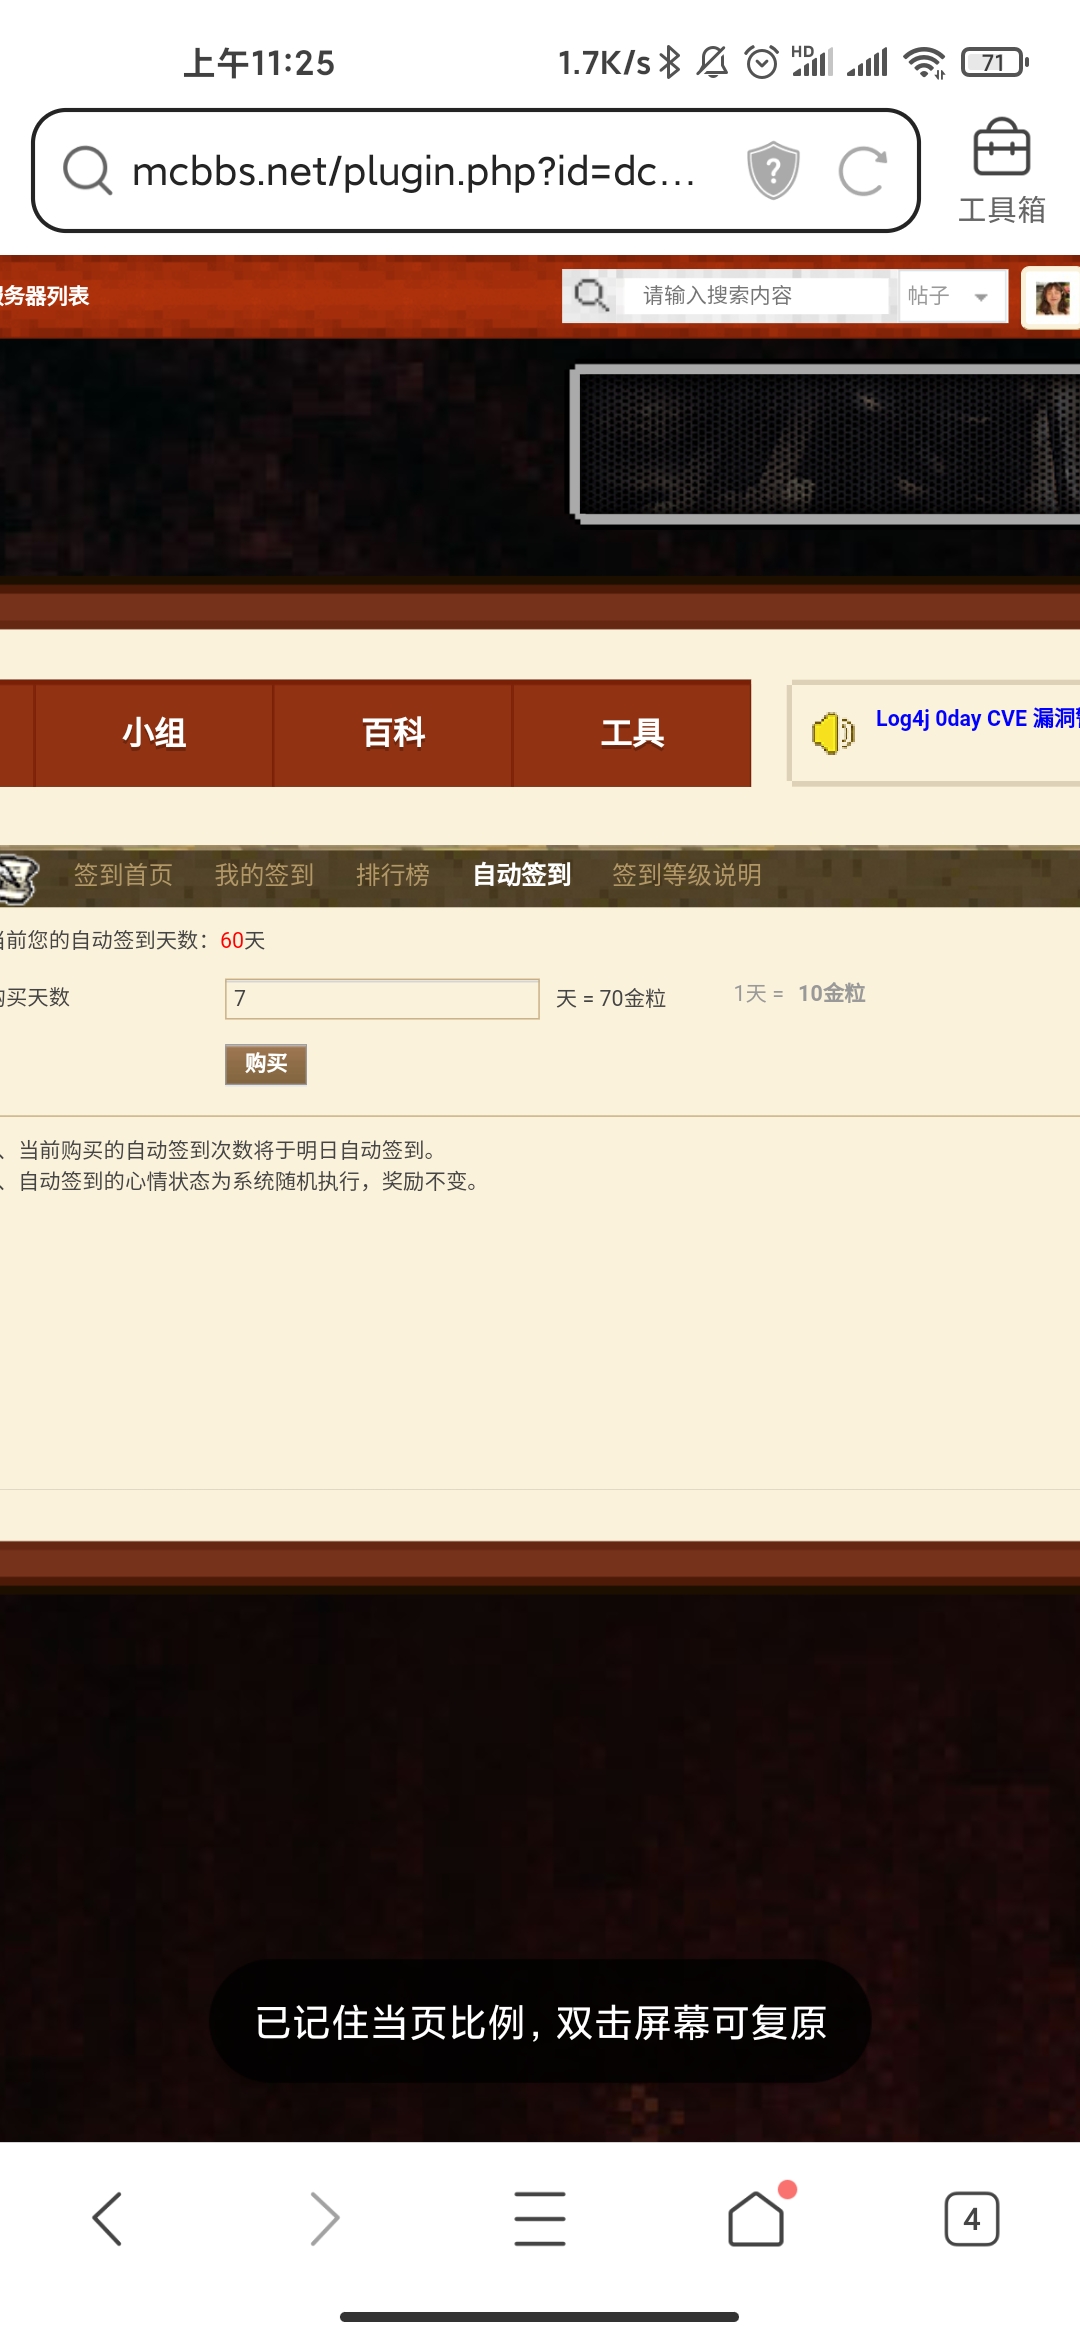 上午11:25
1.7K/s
HD
71
mcbbs.net/plugin.php?id=dc...
工具箱
服务器列表
请输入搜索内容
帖子
小组
百科
工具
Log4j 0day CVE 漏洞
签到首页
我的签到
排行榜
自动签到
签到等级说明
当前您的自动签到天数：60天
购买天数
7
天 = 70金粒
1天 = 10金粒
购买
、当前购买的自动签到次数将于明日自动签到。
、自动签到的心情状态为系统随机执行，奖励不变。
已记住当页比例，双击屏幕可复原
4